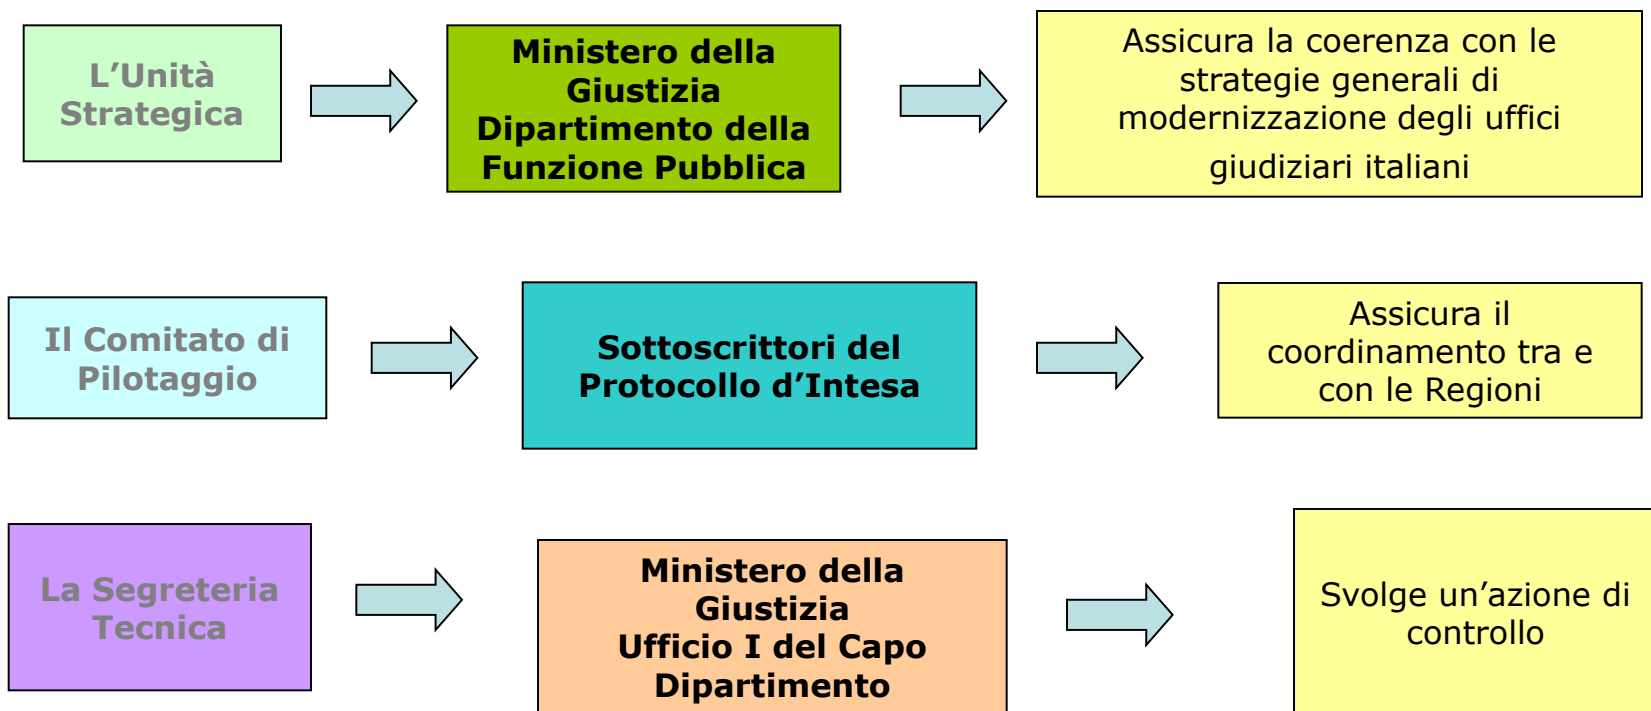 L’Unità
Strategica
Ministero della
Giustizia
Dipartimento della
Funzione Pubblica
Assicura la coerenza con le
strategie generali di
modernizzazione degli uffici
giudiziari italiani
Il Comitato di
Pilotaggio
Sottoscrittori del
Protocollo d’Intesa
Assicura il
coordinamento tra e
con le Regioni
La Segreteria
Tecnica
Ministero della
Giustizia
Ufficio I del Capo
Dipartimento
Svolge un’azione di
controllo